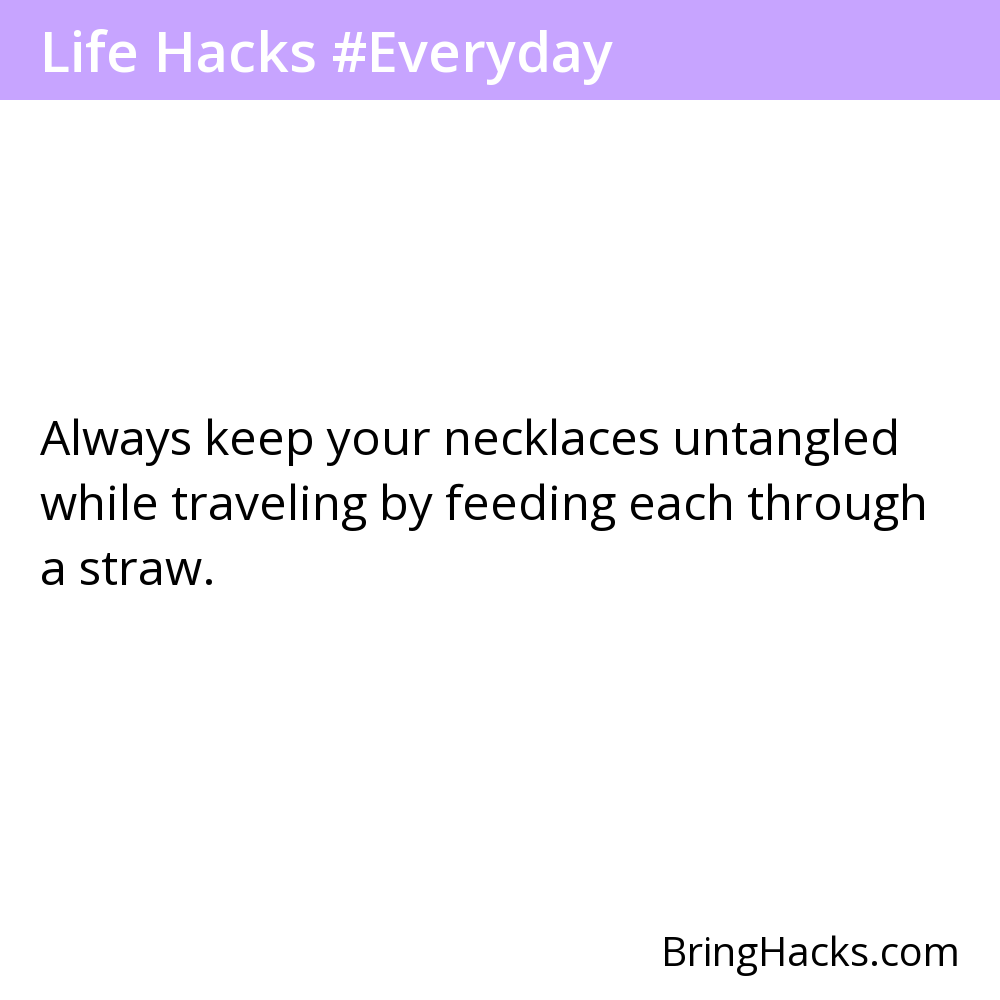 Life Hacks #Everyday
Always keep your necklaces untangled
while traveling by feeding each through
a straw.
BringHacks.com